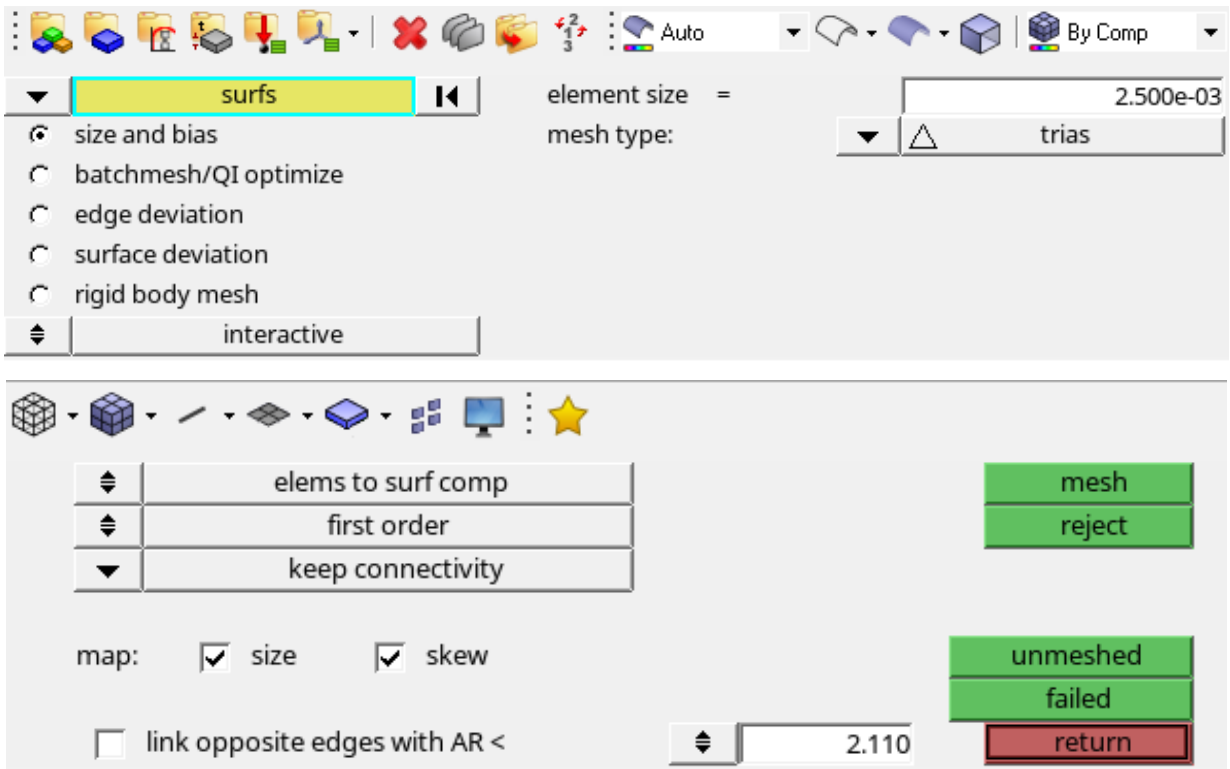 Auto By Comp
surfs element size = 2.500e-03
size and bias mesh type: trias
batchmesh/QI optimize
edge deviation
surface deviation
rigid body mesh
interactive
elems to surf comp mesh
first order reject
keep connectivity
map: size skew unmeshed
failed
link opposite edges with AR < 2.110 return